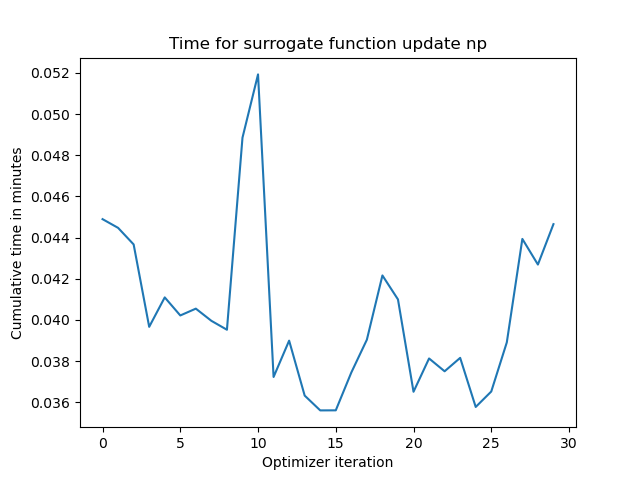 Time for surrogate function update np
0.052
0.050
0.048
0.046
0.044
0.042
0.040
0.038
0.036
Cumulative time in minutes
0 5 10 15 20 25 30
Optimizer iteration